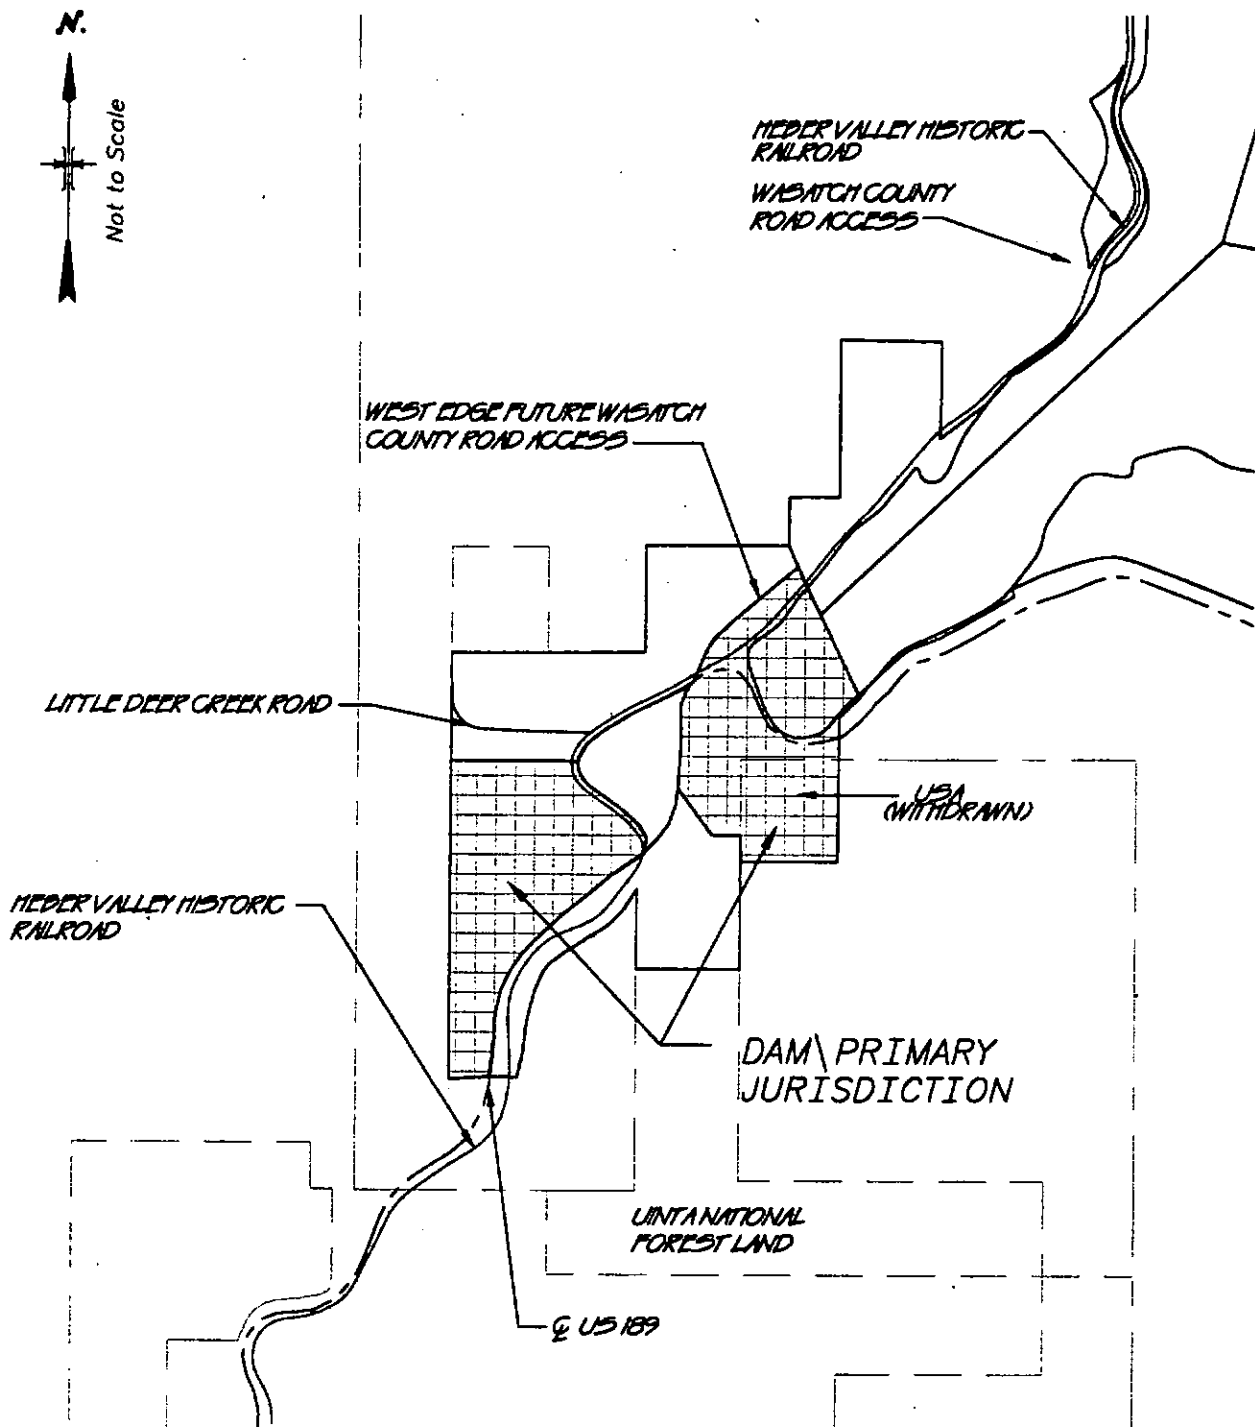 N.
Not to Scale
HEBER VALLEY HISTORIC
RAILROAD
WASATCH COUNTY
ROAD ACCESS
WEST EDGE FUTURE WASATCH
COUNTY ROAD ACCESS
LITTLE DEER CREEK ROAD
USA
(WITHDRAWN)
HEBER VALLEY HISTORIC
RAILROAD
DAM\PRIMARY
JURISDICTION
UINTA NATIONAL
FOREST LAND
℄ US 189